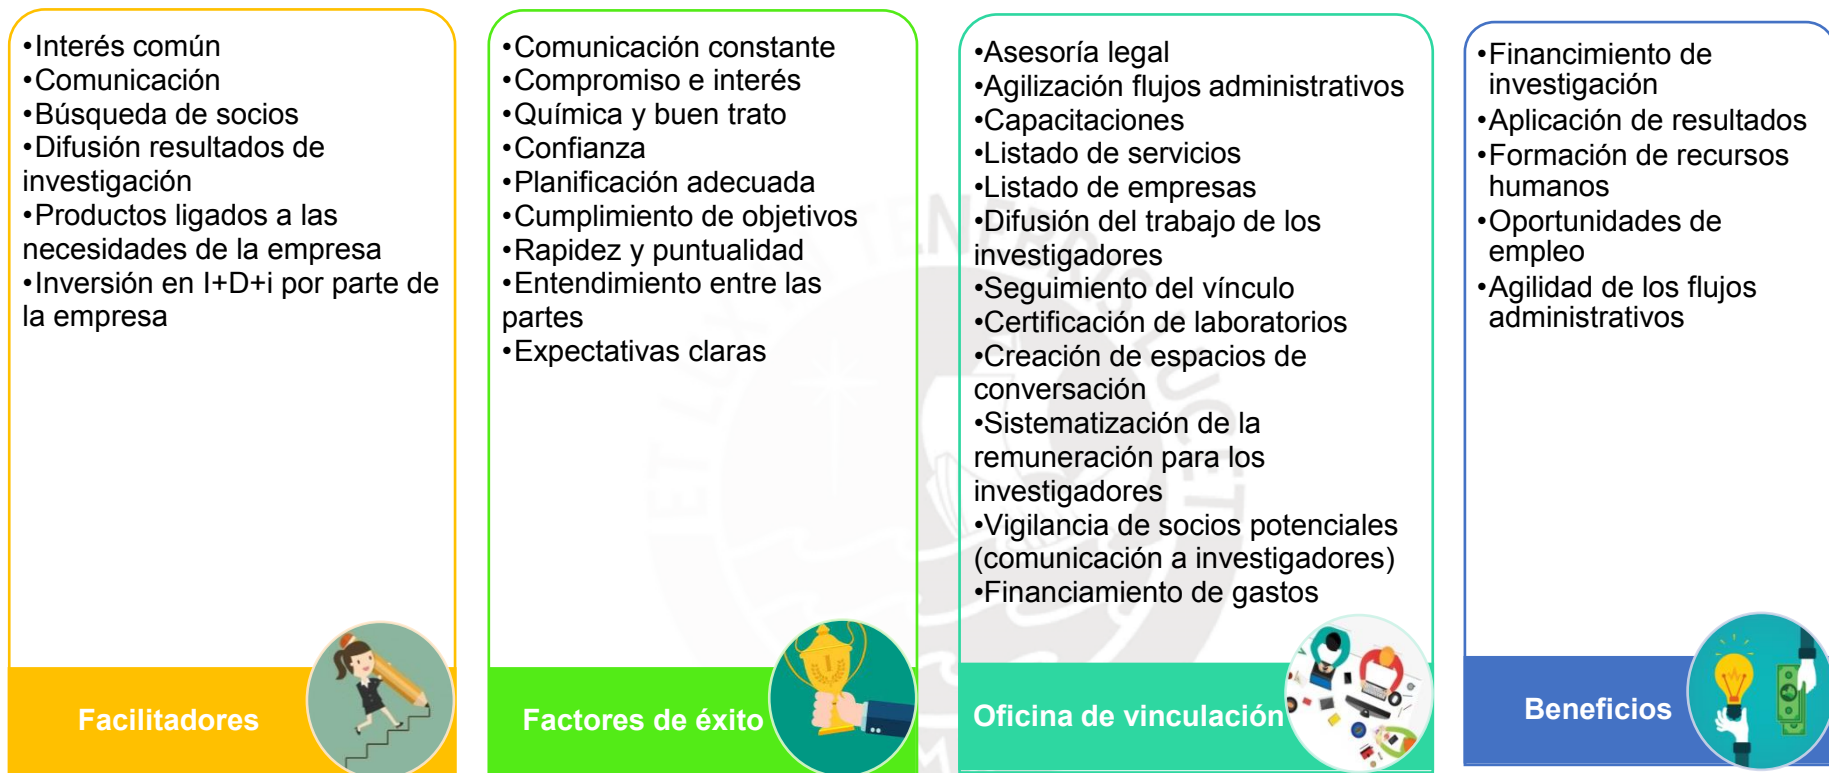 •Interés común
•Comunicación
•Búsqueda de socios
•Difusión resultados de
investigación
•Productos ligados a las
necesidades de la empresa
•Inversión en I+D+i por parte de
la empresa
Facilitadores
•Comunicación constante
•Compromiso e interés
•Química y buen trato
•Confianza
•Planificación adecuada
•Cumplimiento de objetivos
•Rapidez y puntualidad
•Entendimiento entre las
partes
•Expectativas claras
Factores de éxito
•Asesoría legal
•Agilización flujos administrativos
•Capacitaciones
•Listado de servicios
•Listado de empresas
•Difusión del trabajo de los
investigadores
•Seguimiento del vínculo
•Certificación de laboratorios
•Creación de espacios de
conversación
•Sistematización de la
remuneración para los
investigadores
•Vigilancia de socios potenciales
(comunicación a investigadores)
•Financiamiento de gastos
Oficina de vinculación
•Financimiento de
investigación
•Aplicación de resultados
•Formación de recursos
humanos
•Oportunidades de
empleo
•Agilidad de los flujos
administrativos
Beneficios